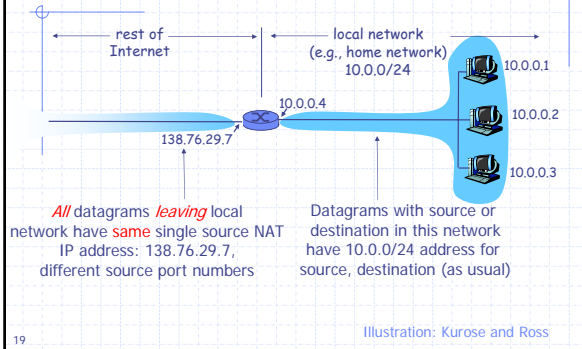 rest of
Internet
local network
(e.g., home network)
10.0.0/24
10.0.0.1
10.0.0.4
10.0.0.2
138.76.29.7
10.0.0.3
All datagrams leaving local
network have same single source NAT
IP address: 138.76.29.7,
different source port numbers
Datagrams with source or
destination in this network
have 10.0.0/24 address for
source, destination (as usual)
Illustration: Kurose and Ross
19